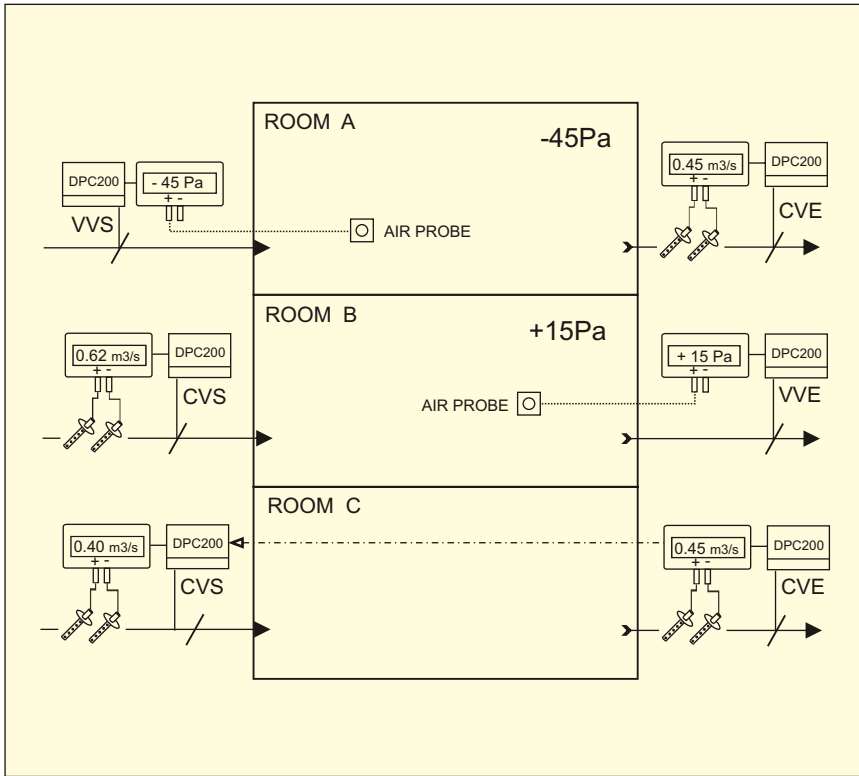 ROOM A
-45Pa
DPC200
- 45 Pa
+ -
VVS
AIR PROBE
0.45 m3/s
+ -
DPC200
CVE
ROOM B
+15Pa
0.62 m3/s
+ -
DPC200
CVS
AIR PROBE
+ 15 Pa
+ -
DPC200
VVE
ROOM C
0.40 m3/s
+ -
DPC200
CVS
0.45 m3/s
+ -
DPC200
CVE